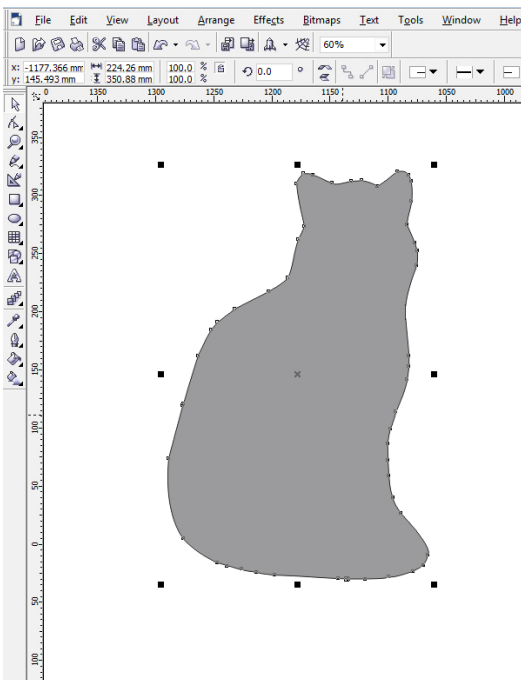 File Edit View Layout Arrange Effects Bitmaps Text Tools Window Help
60%
x: -1177.366 mm 224.26 mm 100.0 % 0.0
y: 145.493 mm 350.88 mm 100.0 %
0 1350 1300 1250 1200 1150 1100 1050 1000
350
300
250
200
150
100
50
0
50
100